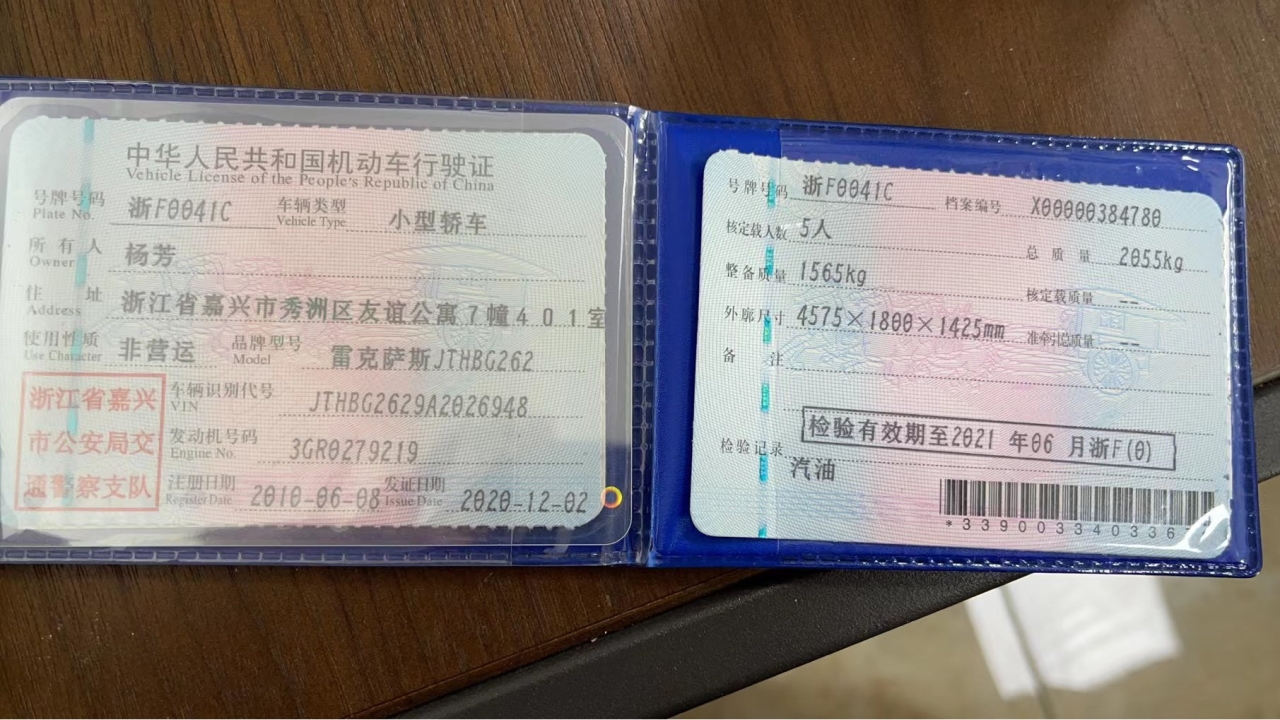 中华人民共和国机动车行驶证
Vehicle License of the People's Republic of China
号牌号码 浙F0041C 车辆类型 小型轿车
Plate No. Vehicle Type
所有人 杨芳
Owner
住址 浙江省嘉兴市秀洲区友谊公寓7幢401室
Address
使用性质 非营运 品牌型号 雷克萨斯JTHBG262
Use Character Model
浙江省嘉兴
市公安局交
通警察支队
车辆识别代号 JTHBG2629A2026948
VIN
发动机号码 3GR0279219
Engine No.
注册日期 2010-06-08 发证日期 2020-12-02
Register Date Issue Date
号牌号码 浙F0041C 档案编号 X00000384780
核定载人数 5人 总质量 2055kg
整备质量 1565kg 核定载质量 --
外廓尺寸 4575×1800×1425mm 准牵引总质量 --
备注
检验有效期至2021年06月浙F(0)
检验记录
汽油
*339003340336*